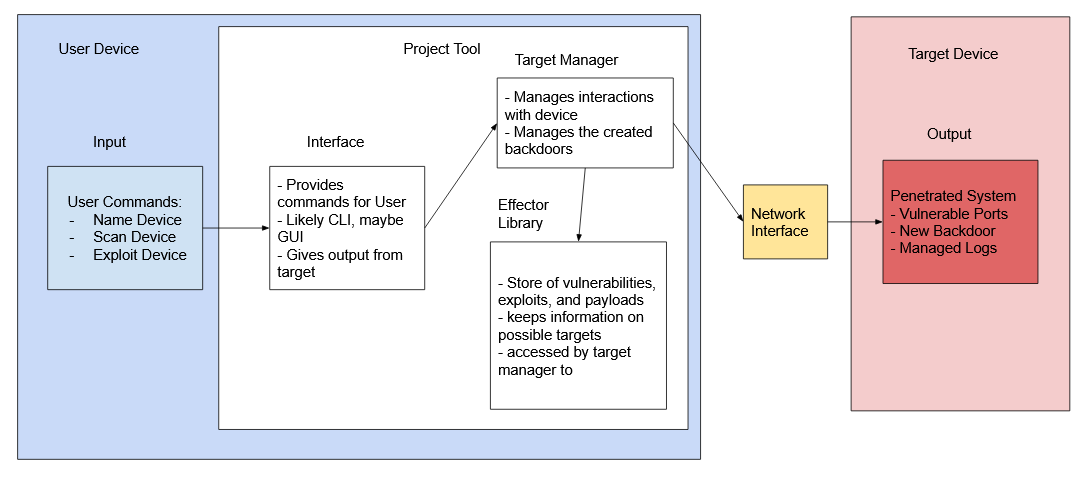 User Device
Project Tool
Target Manager
- Manages interactions
with device
- Manages the created
backdoors
Input
User Commands:
- Name Device
- Scan Device
- Exploit Device
Interface
- Provides
commands for User
- Likely CLI, maybe
GUI
- Gives output from
target
Effector
Library
- Store of vulnerabilities,
exploits, and payloads
- keeps information on
possible targets
- accessed by target
manager to
Network
Interface
Target Device
Output
Penetrated System
- Vulnerable Ports
- New Backdoor
- Managed Logs